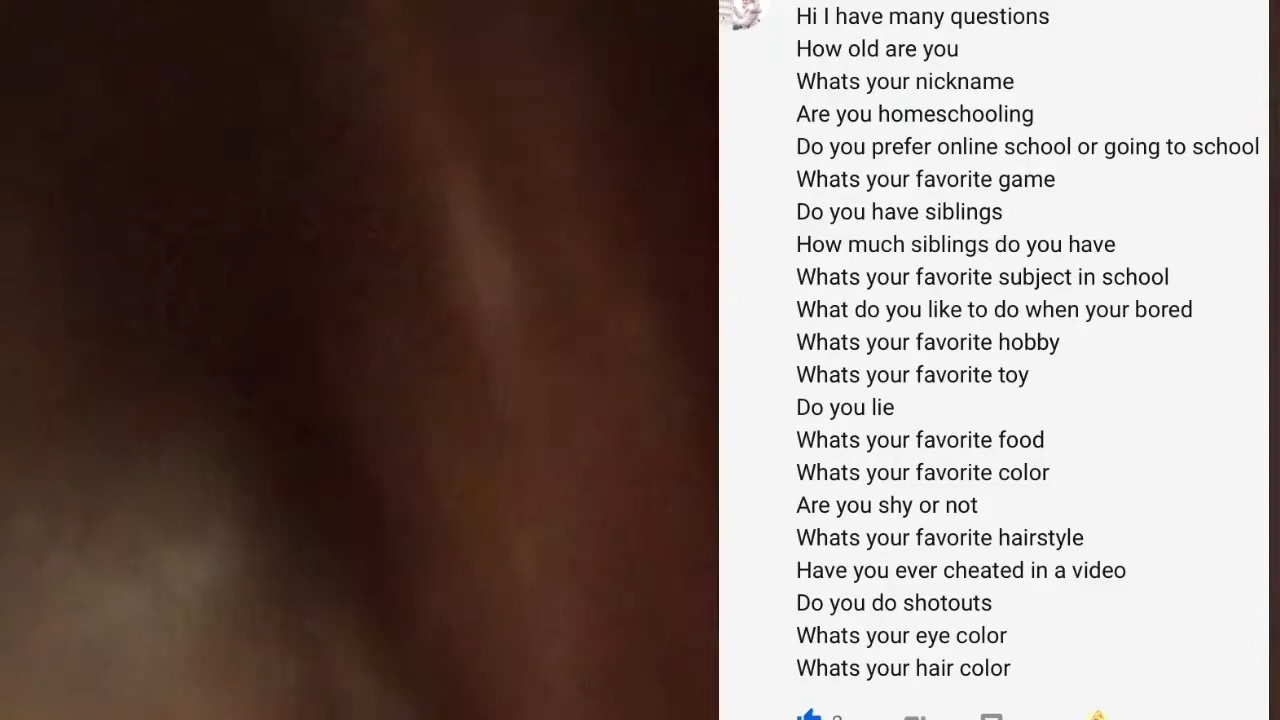 Hi I have many questions
How old are you
Whats your nickname
Are you homeschooling
Do you prefer online school or going to school
Whats your favorite game
Do you have siblings
How much siblings do you have
Whats your favorite subject in school
What do you like to do when your bored
Whats your favorite hobby
Whats your favorite toy
Do you lie
Whats your favorite food
Whats your favorite color
Are you shy or not
Whats your favorite hairstyle
Have you ever cheated in a video
Do you do shotouts
Whats your eye color
Whats your hair color